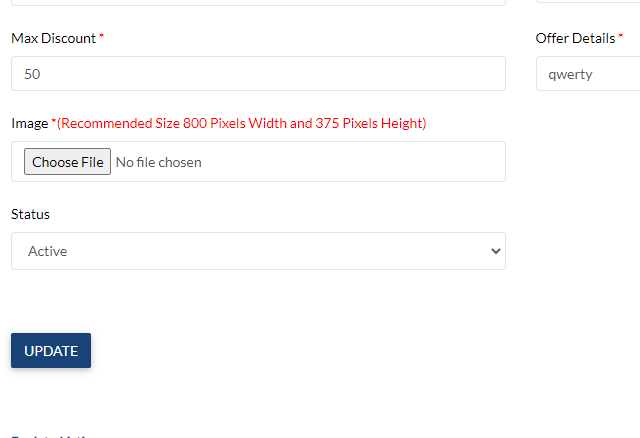 Max Discount *
Offer Details *
50
qwerty
Image *(Recommended Size 800 Pixels Width and 375 Pixels Height)
Choose File No file chosen
Status
Active
UPDATE